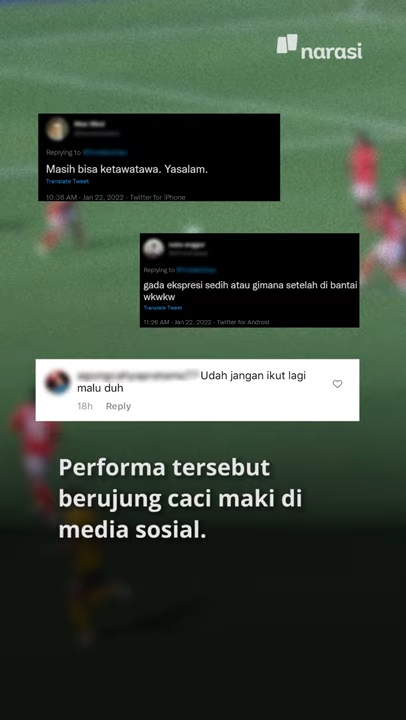 narasi
Replying to
Masih bisa ketawatawa. Yasalam.
Translate Tweet
10:36 AM · Jan 22, 2022 · Twitter for iPhone
Replying to
gada ekspresi sedih atau gimana setelah di bantai
wkwkw
Translate Tweet
11:26 AM · Jan 22, 2022 · Twitter for Android
Udah jangan ikut lagi
malu duh
18h Reply
Performa tersebut
berujung caci maki di
media sosial.